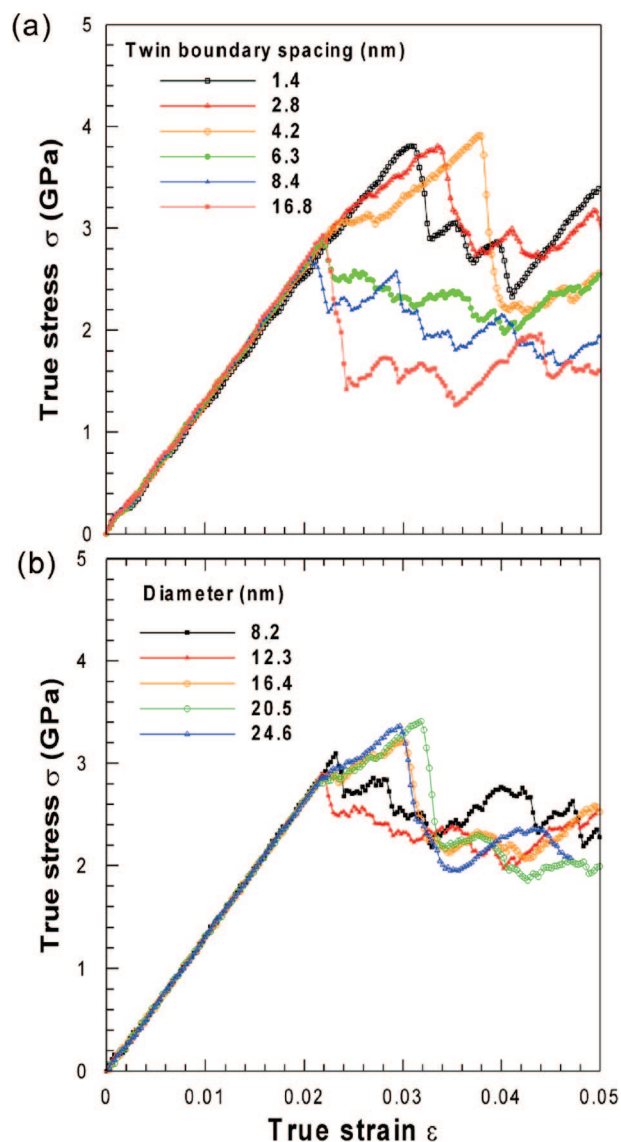 (a)
5
Twin boundary spacing (nm)
1.4
2.8
4.2
6.3
8.4
16.8
4
3
2
1
0
True stress σ (GPa)
(b)
5
Diameter (nm)
8.2
12.3
16.4
20.5
24.6
4
3
2
1
0
True stress σ (GPa)
0 0.01 0.02 0.03 0.04 0.05
True strain ε